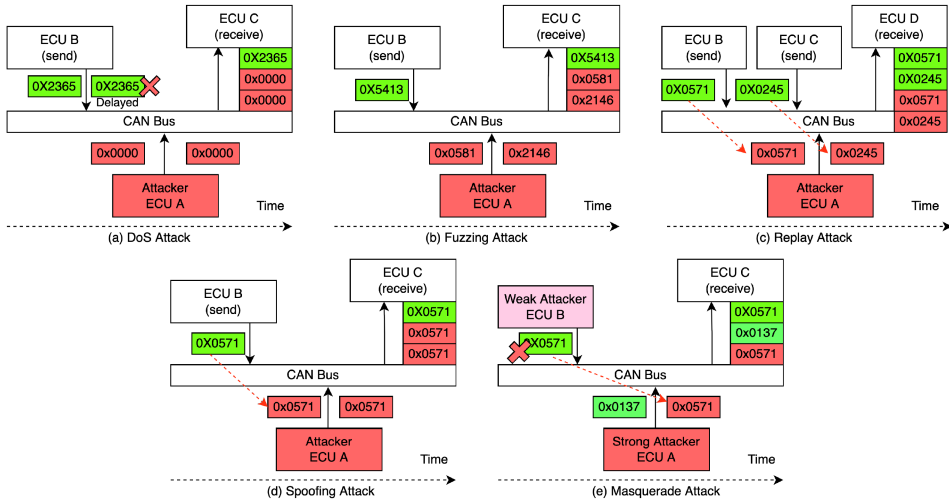 ECU B
(send)
0X2365
0X2365
Delayed
ECU C
(receive)
0X2365
0x0000
0x0000
CAN Bus
0x0000
0x0000
Attacker
ECU A
Time
(a) DoS Attack
ECU B
(send)
0X5413
ECU C
(receive)
0X5413
0x0581
0x2146
CAN Bus
0x0581
0x2146
Attacker
ECU A
Time
(b) Fuzzing Attack
ECU B
(send)
ECU C
(send)
0X0571
0X0245
ECU D
(receive)
0X0571
0X0245
0x0571
0x0245
CAN Bus
0x0571
0x0245
Attacker
ECU A
Time
(c) Replay Attack
ECU B
(send)
0X0571
ECU C
(receive)
0X0571
0x0571
0x0571
CAN Bus
0x0571
0x0571
Attacker
ECU A
Time
(d) Spoofing Attack
Weak Attacker
ECU B
0X0571
ECU C
(receive)
0X0571
0x0137
0x0571
CAN Bus
0x0137
0x0571
Strong Attacker
ECU A
Time
(e) Masquerade Attack